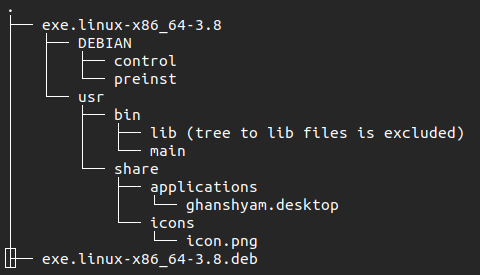 .
├── exe.linux-x86_64-3.8
│   ├── DEBIAN
│   │   ├── control
│   │   └── preinst
│   └── usr
│       ├── bin
│       │   ├── lib (tree to lib files is excluded)
│       │   └── main
│       └── share
│           ├── applications
│           │   └── ghanshyam.desktop
│           └── icons
│               └── icon.png
├── exe.linux-x86_64-3.8.deb